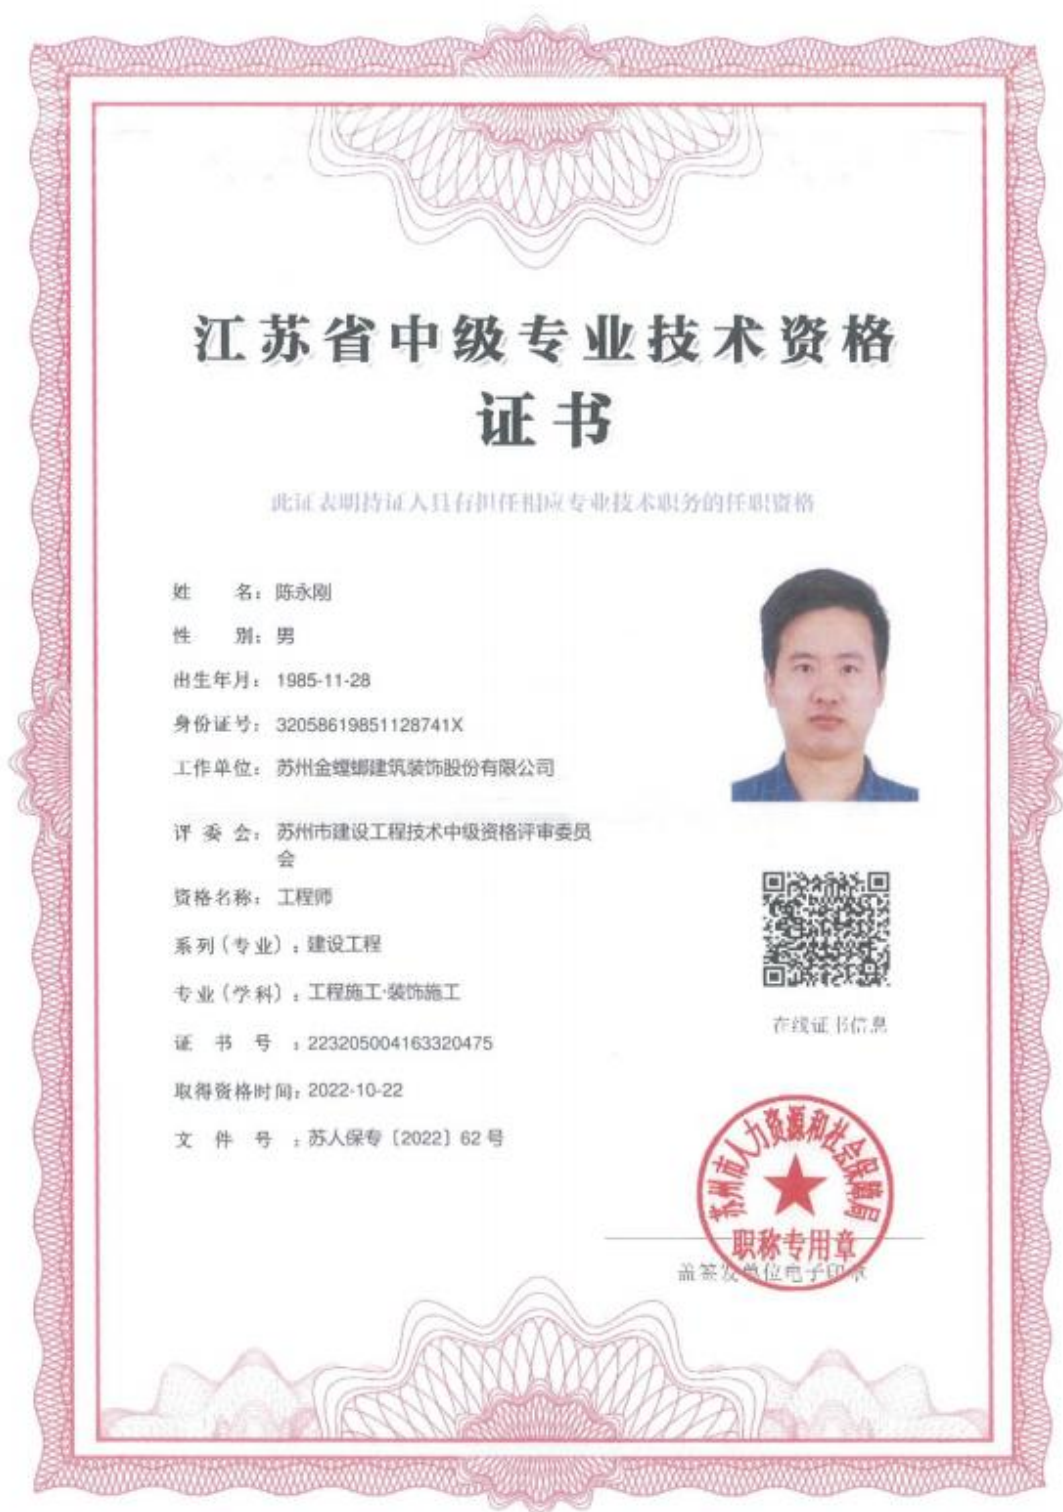 江苏省中级专业技术资格
证书
此证表明持证人具有担任相应专业技术职务的任职资格
姓 名：陈永刚
性 别：男
出生年月：1985-11-28
身份证号：32058619851128741X
工作单位：苏州金螳螂建筑装饰股份有限公司
评 委 会：苏州市建设工程技术中级资格评审委员
会
资格名称：工程师
系列（专业）：建设工程
专业（学科）：工程施工·装饰施工
证 书 号：223205004163320475
取得资格时间：2022-10-22
文 件 号：苏人保专〔2022〕62号
在线证书信息
苏州市人力资源和社会保障局
职称专用章
盖签发单位电子印章